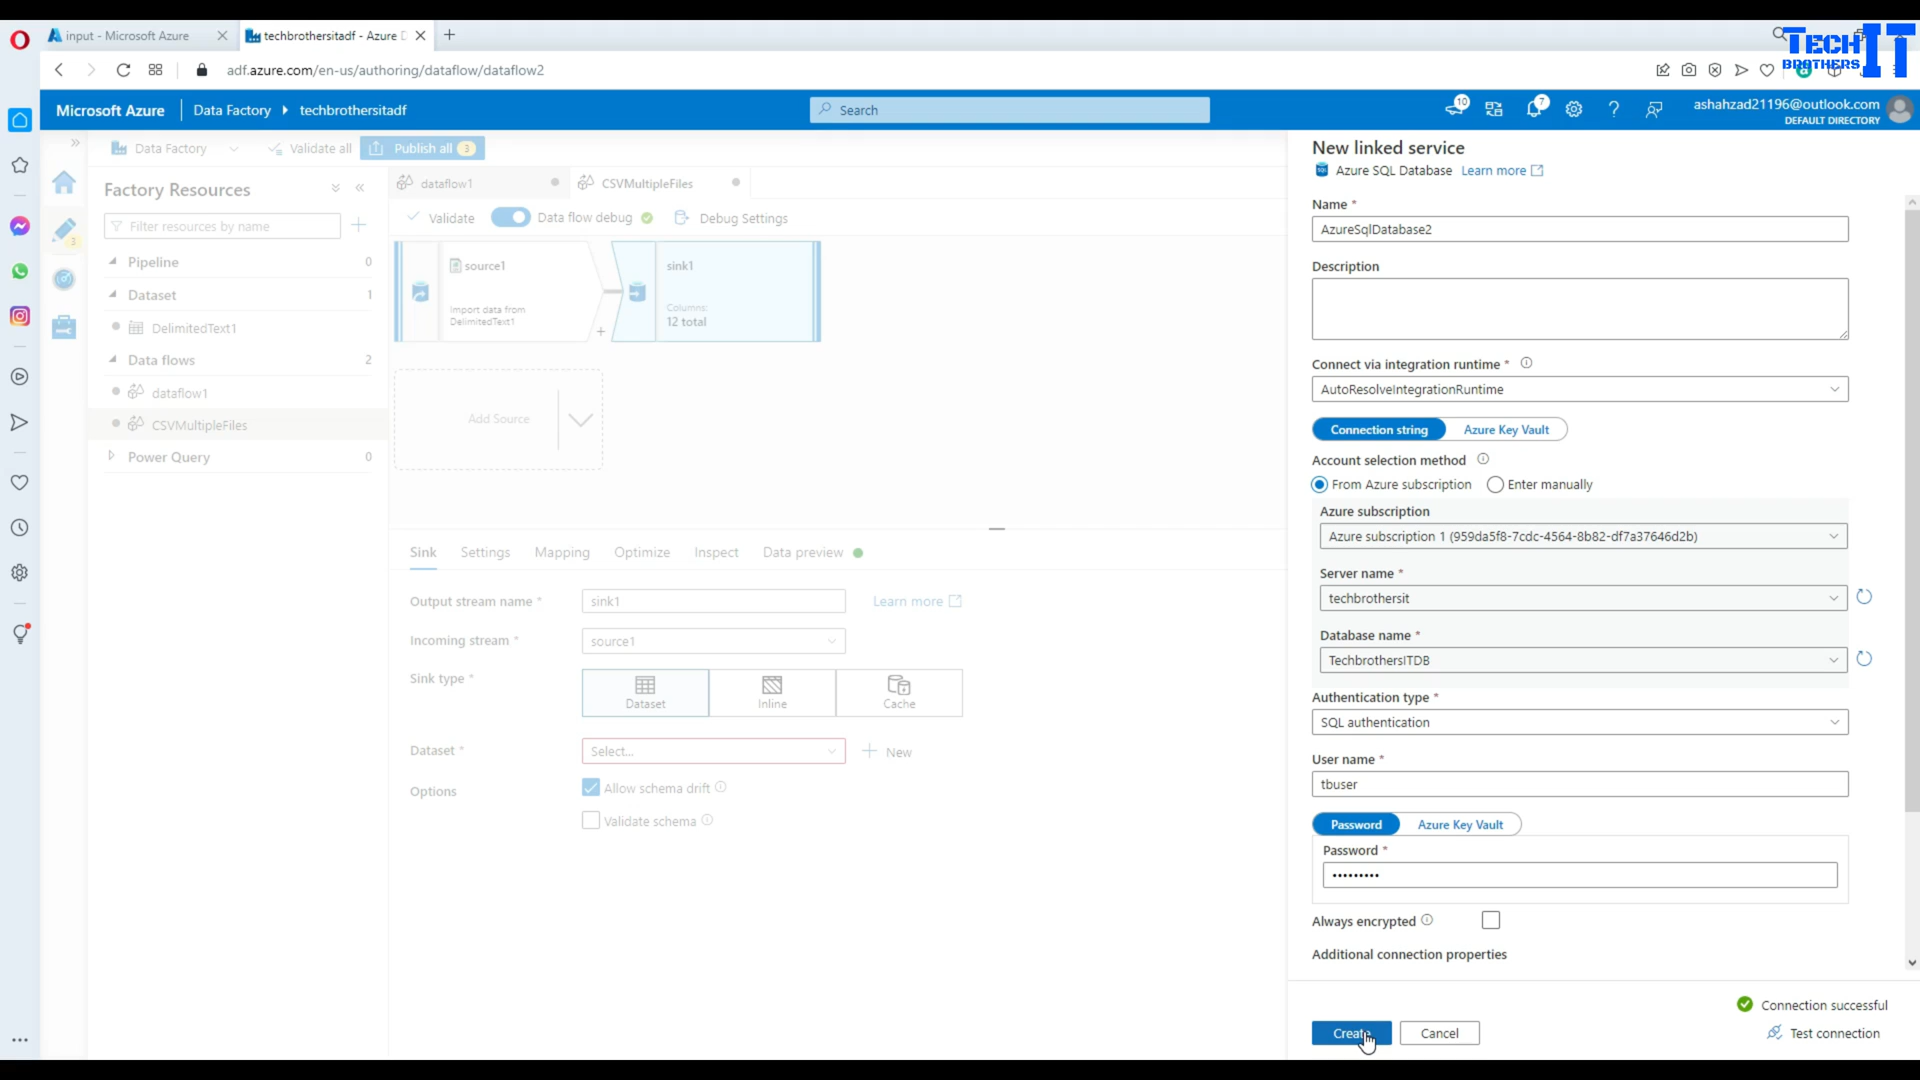 input - Microsoft Azure
techbrothersitadf - Azure D
TECH IT
BROTHERS
adf.azure.com/en-us/authoring/dataflow/dataflow2
Microsoft Azure
Data Factory
techbrothersitadf
Search
10
7
ashahzad21196@outlook.com
DEFAULT DIRECTORY
Data Factory
Validate all
Publish all 3
Factory Resources
Filter resources by name
3
Pipeline 0
Dataset 1
DelimitedText1
Data flows 2
dataflow1
CSVMultipleFiles
Power Query 0
dataflow1
CSVMultipleFiles
Validate
Data flow debug
Debug Settings
source1
Import data from
DelimitedText1
+
sink1
Columns:
12 total
Add Source
Sink
Settings
Mapping
Optimize
Inspect
Data preview
Output stream name *
sink1
Learn more
Incoming stream *
source1
Sink type *
Dataset
Inline
Cache
Dataset *
Select...
New
Options
Allow schema drift
Validate schema
New linked service
Azure SQL Database Learn more
Name *
AzureSqlDatabase2
Description
Connect via integration runtime *
AutoResolveIntegrationRuntime
Connection string
Azure Key Vault
Account selection method
From Azure subscription
Enter manually
Azure subscription
Azure subscription 1 (959da5f8-7cdc-4564-8b82-df7a37646d2b)
Server name *
techbrothersit
Database name *
TechbrothersITDB
Authentication type *
SQL authentication
User name *
tbuser
Password
Azure Key Vault
Password *
•••••••••
Always encrypted
Additional connection properties
Connection successful
Create
Cancel
Test connection